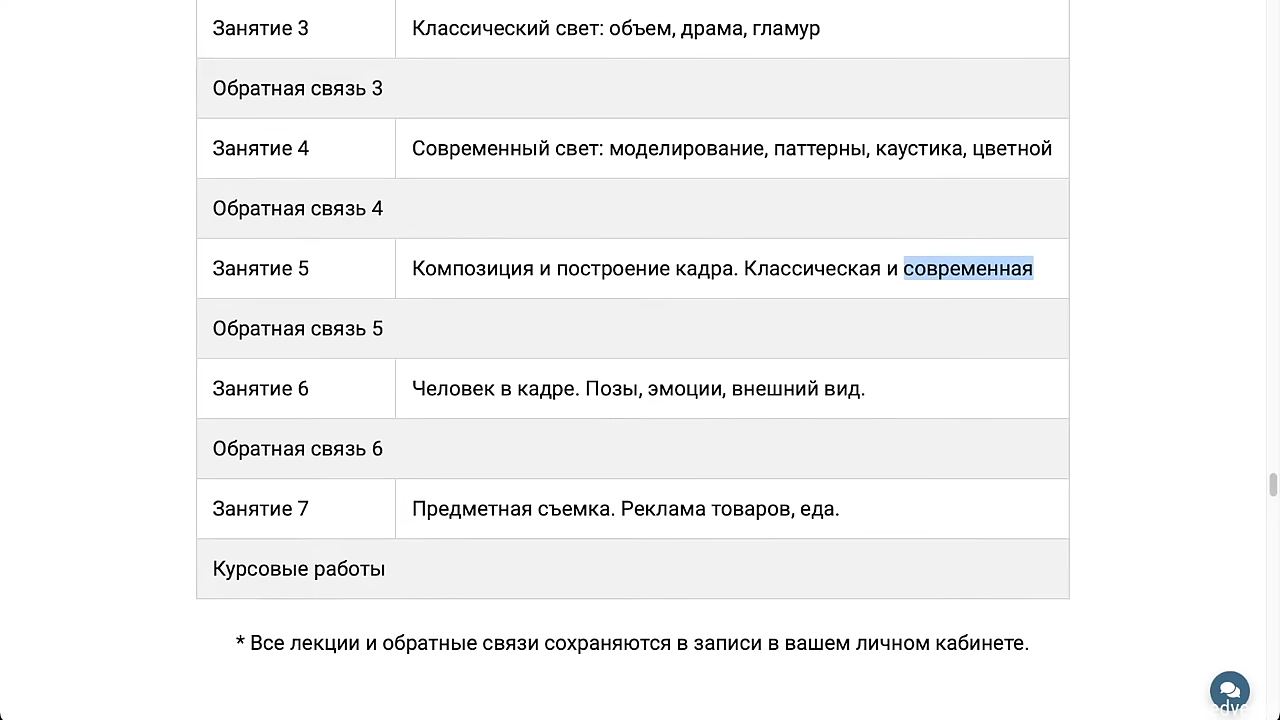 Занятие 3 Классический свет: объем, драма, гламур
Обратная связь 3
Занятие 4 Современный свет: моделирование, паттерны, каустика, цветной
Обратная связь 4
Занятие 5 Композиция и построение кадра. Классическая и современная
Обратная связь 5
Занятие 6 Человек в кадре. Позы, эмоции, внешний вид.
Обратная связь 6
Занятие 7 Предметная съемка. Реклама товаров, еда.
Курсовые работы
* Все лекции и обратные связи сохраняются в записи в вашем личном кабинете.